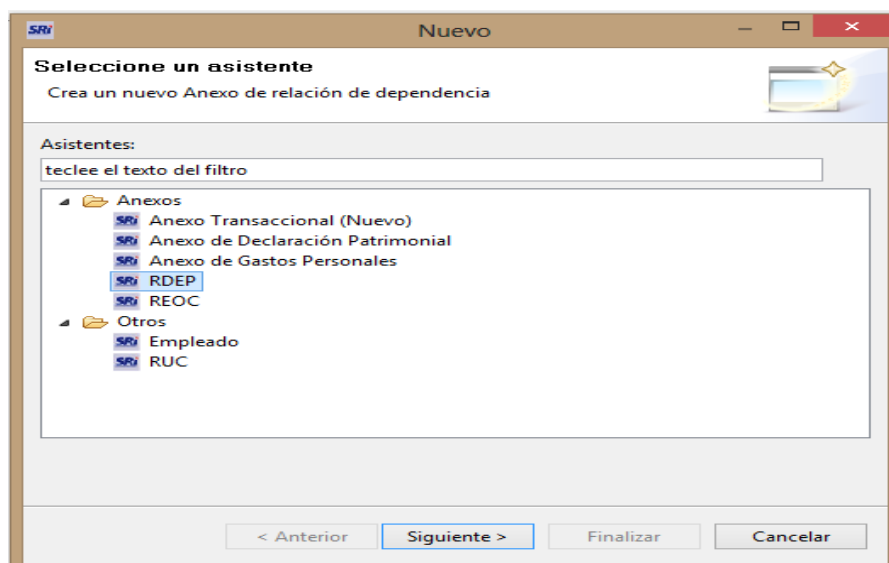 SRi Nuevo
Seleccione un asistente
Crea un nuevo Anexo de relación de dependencia
Asistentes:
teclee el texto del filtro
Anexos
SRi Anexo Transaccional (Nuevo)
SRi Anexo de Declaración Patrimonial
SRi Anexo de Gastos Personales
SRi RDEP
SRi REOC
Otros
SRi Empleado
SRi RUC
< Anterior Siguiente > Finalizar Cancelar